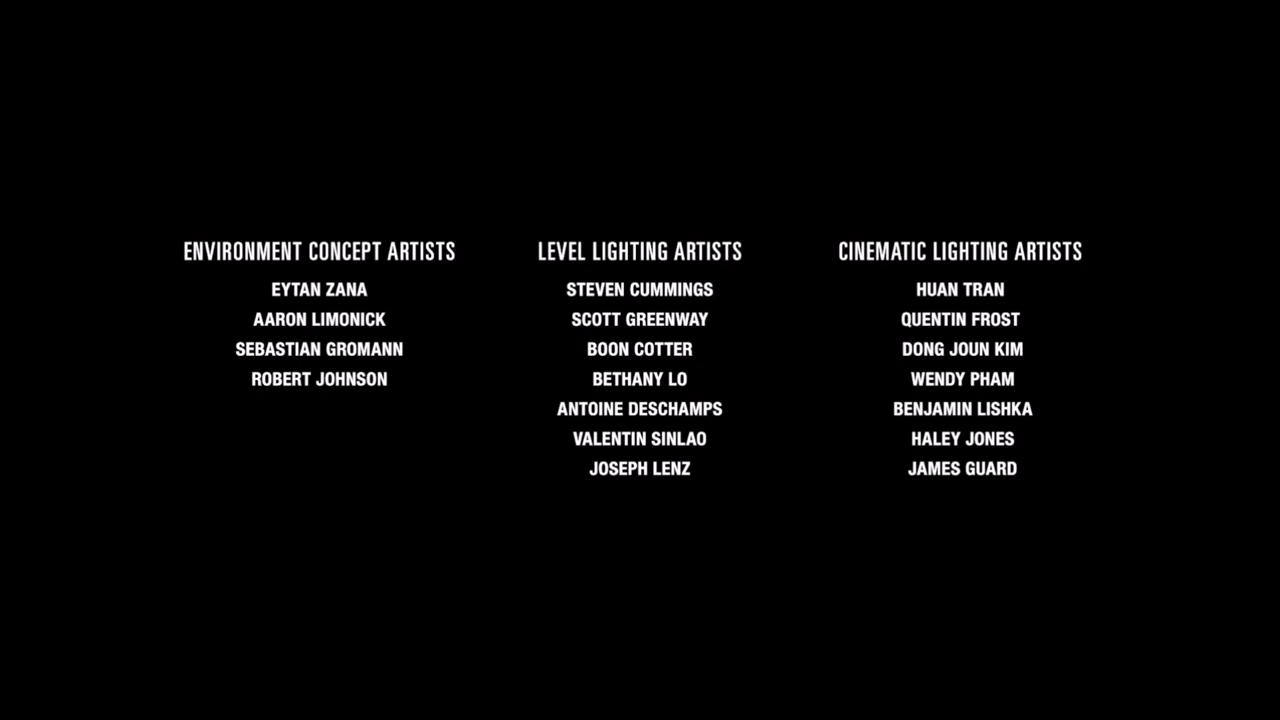 ENVIRONMENT CONCEPT ARTISTS
EYTAN ZANA
AARON LIMONICK
SEBASTIAN GROMANN
ROBERT JOHNSON
LEVEL LIGHTING ARTISTS
STEVEN CUMMINGS
SCOTT GREENWAY
BOON COTTER
BETHANY LO
ANTOINE DESCHAMPS
VALENTIN SINLAO
JOSEPH LENZ
CINEMATIC LIGHTING ARTISTS
HUAN TRAN
QUENTIN FROST
DONG JOUN KIM
WENDY PHAM
BENJAMIN LISHKA
HALEY JONES
JAMES GUARD